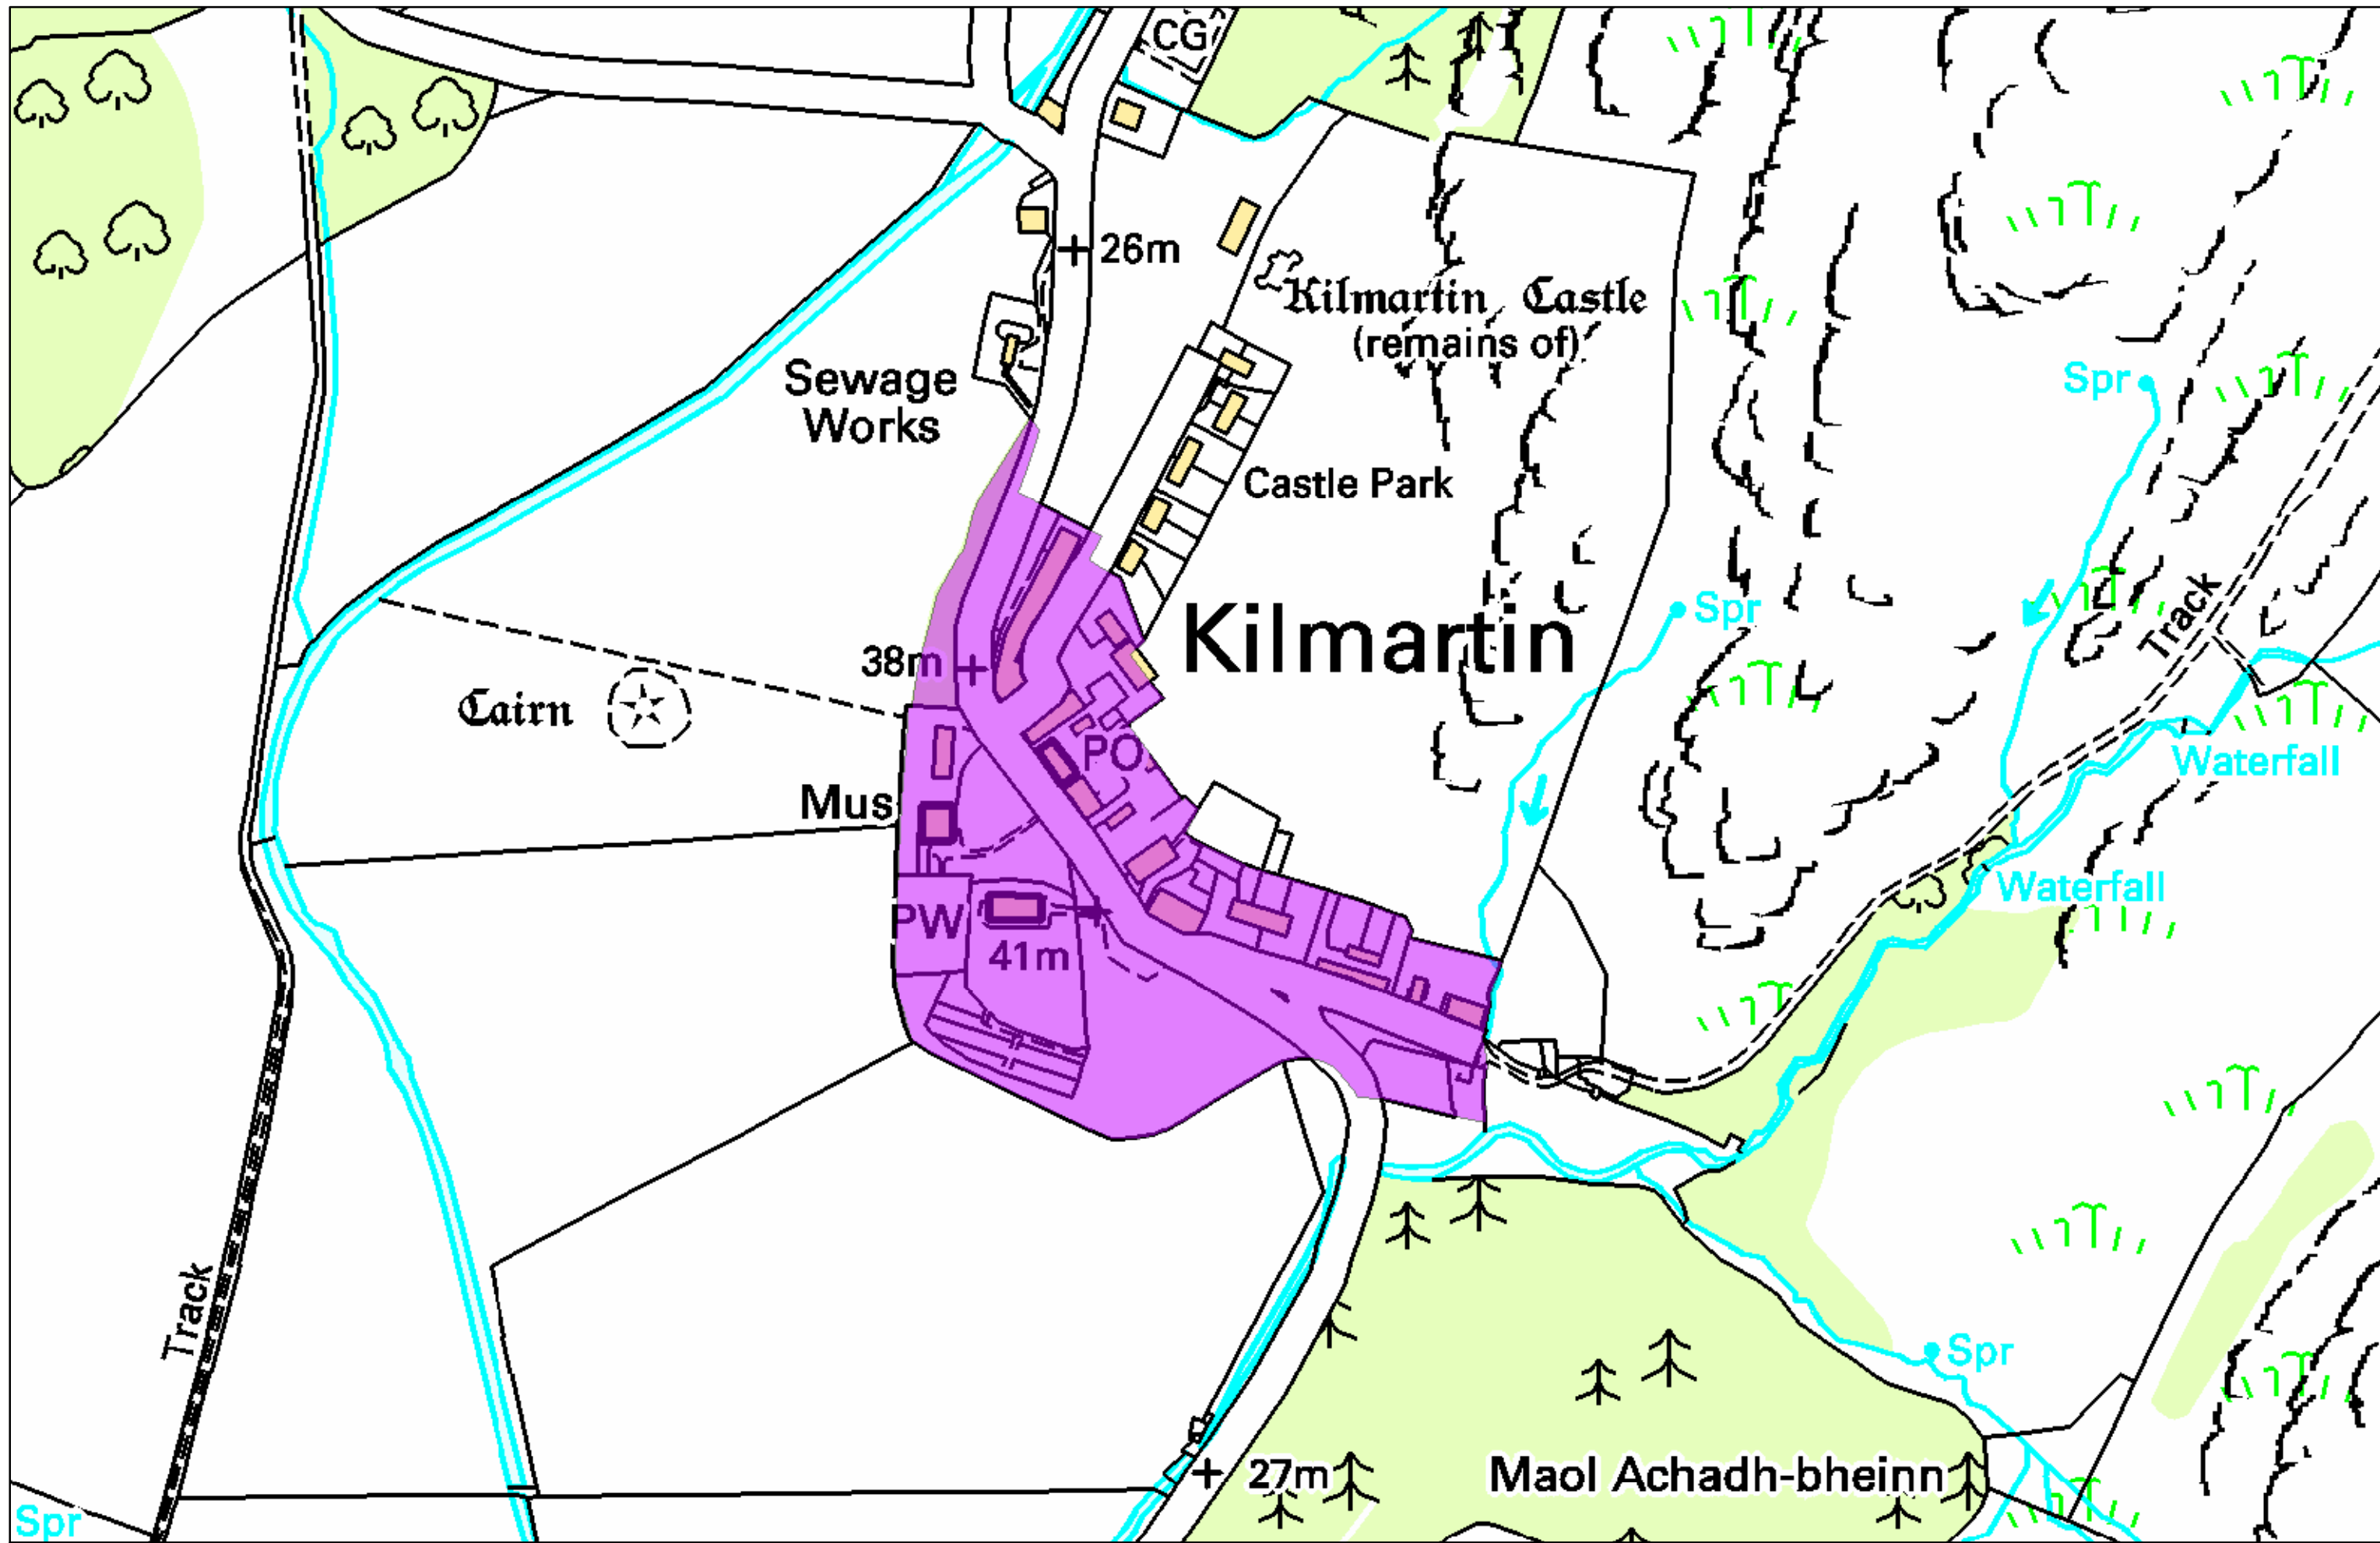 CG
26m
Kilmartin Castle
(remains of)
Sewage
Works
Spr
Castle Park
Spr
Track
Kilmartin
38m
Cairn
PO
Waterfall
Mus
Waterfall
PW
41m
Track
Spr
27m
Maol Achadh-bheinn
Spr